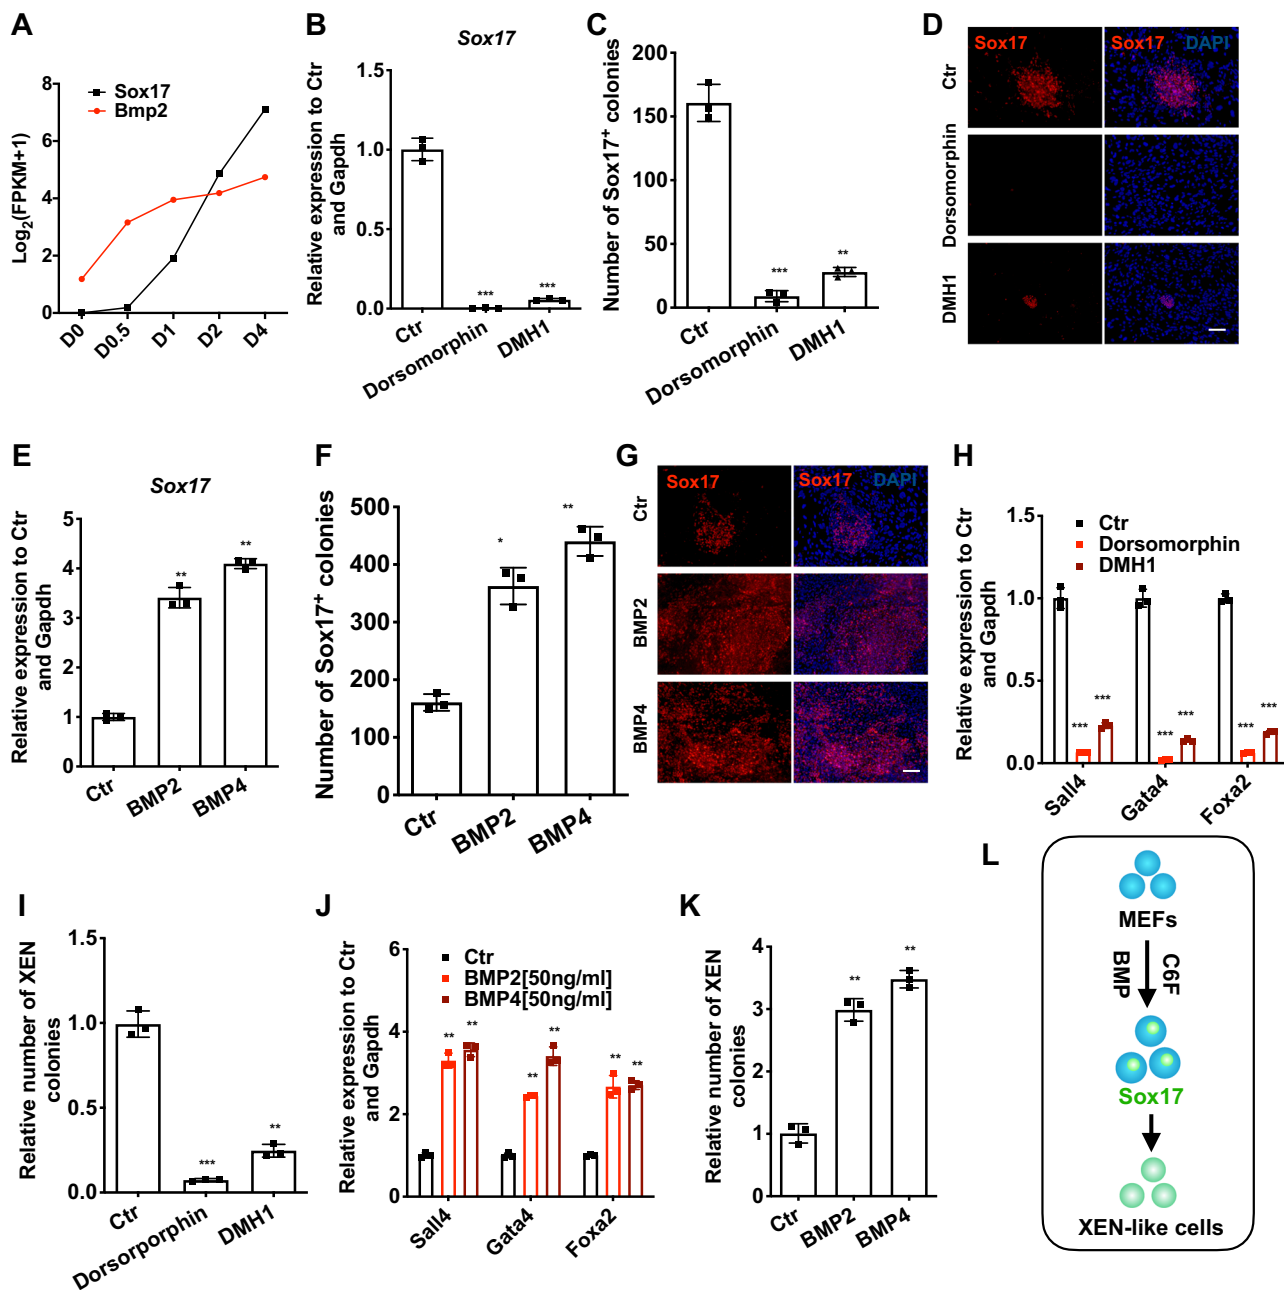 A
Log2(FPKM+1)
8
6
4
2
0
Sox17
Bmp2
D0
D0.5
D1
D2
D4
B
Sox17
Relative expression to Ctr
and Gapdh
1.5
1.0
0.5
0.0
***
***
Ctr
Dorsomorphin
DMH1
C
Number of Sox17+ colonies
200
150
100
50
0
***
**
Ctr
Dorsomorphin
DMH1
D
Sox17
Sox17 DAPI
Ctr
Dorsomorphin
DMH1
E
Sox17
Relative expression to Ctr
and Gapdh
5
4
3
2
1
0
**
**
Ctr
BMP2
BMP4
F
Number of Sox17+ colonies
500
400
300
200
100
0
*
**
Ctr
BMP2
BMP4
G
Sox17
Sox17 DAPI
Ctr
BMP2
BMP4
H
Relative expression to Ctr
and Gapdh
1.5
1.0
0.5
0.0
Ctr
Dorsomorphin
DMH1
***
***
***
***
***
***
Sall4
Gata4
Foxa2
I
Relative number of XEN
colonies
1.5
1.0
0.5
0.0
***
**
Ctr
Dorsorporphin
DMH1
J
Relative expression to Ctr
and Gapdh
6
4
2
0
Ctr
BMP2[50ng/ml]
BMP4[50ng/ml]
**
**
**
**
**
**
Sall4
Gata4
Foxa2
K
Relative number of XEN
colonies
4
3
2
1
0
**
**
Ctr
BMP2
BMP4
L
MEFs
BMP
C6F
Sox17
XEN-like cells